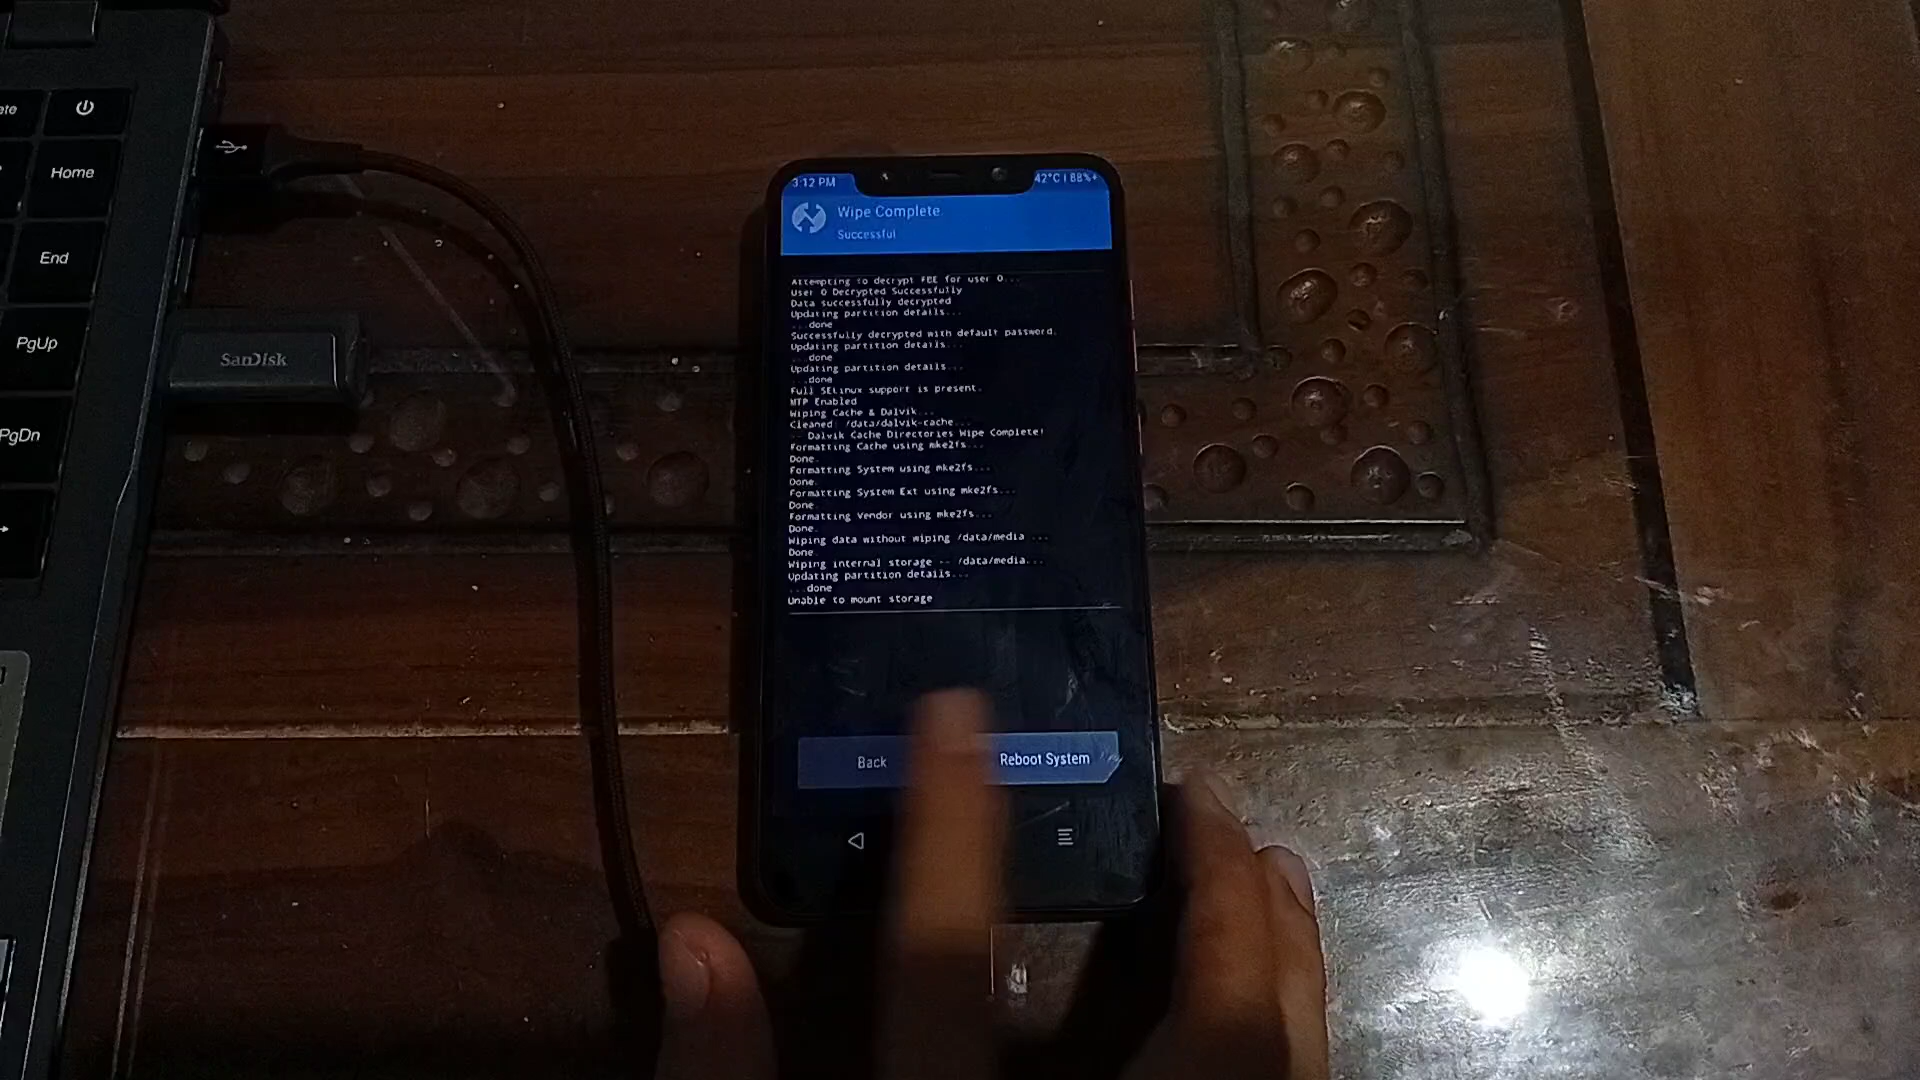 ete
Home
End
PgUp
PgDn
SanDisk
3:12 PM
42°C | 88%+
Wipe Complete
Successful
Attempting to decrypt FBE for user 0...
User 0 Decrypted Successfully
Data successfully decrypted
Updating partition details...
...done
Successfully decrypted with default password.
Updating partition details...
...done
Updating partition details...
...done
Full SELinux support is present.
MTP Enabled
Wiping Cache & Dalvik...
Cleaned: /data/dalvik-cache...
-- Dalvik Cache Directories Wipe Complete!
Formatting Cache using mke2fs...
Done.
Formatting System using mke2fs...
Done.
Formatting System Ext using mke2fs...
Done.
Formatting Vendor using mke2fs...
Done.
Wiping data without wiping /data/media ...
Done.
Wiping internal storage -- /data/media...
Updating partition details...
...done
Unable to mount storage
Back
Reboot System